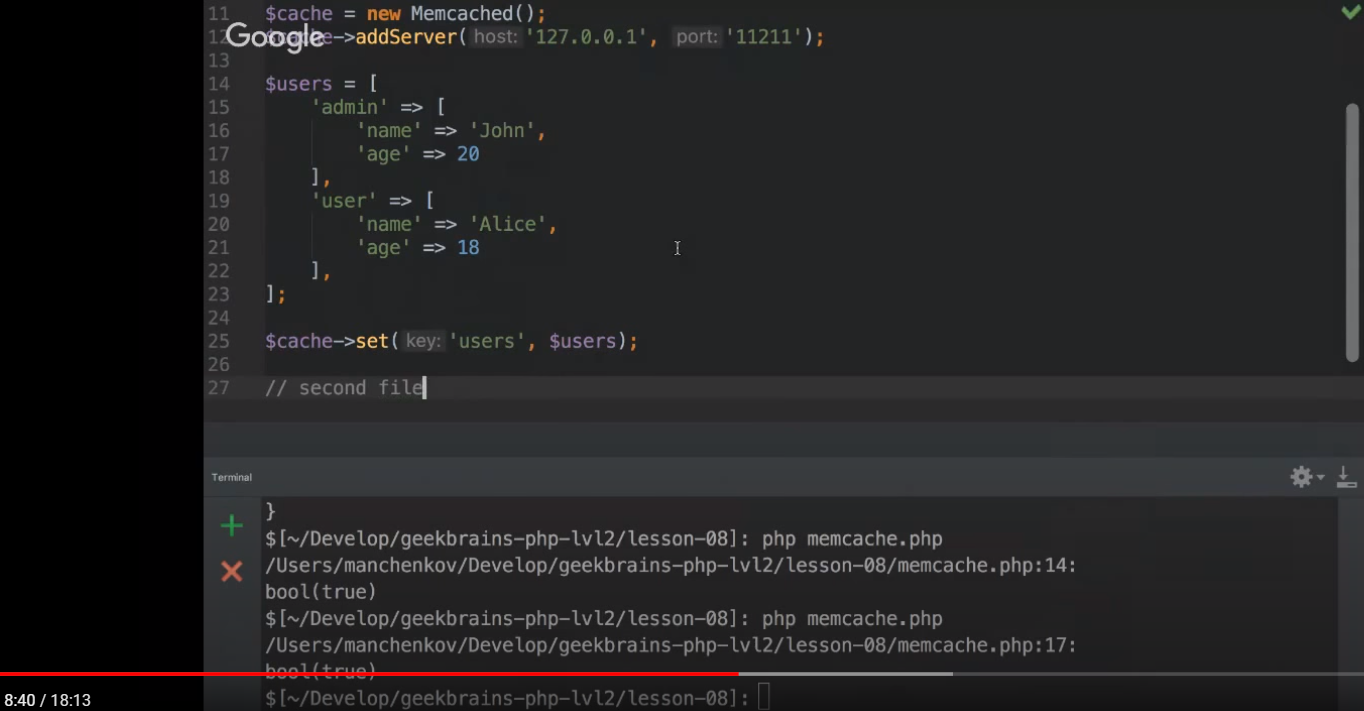 11 $cache = new Memcached();
Google
12 $cache->addServer( host: '127.0.0.1', port: '11211');
13
14 $users = [
15 'admin' => [
16 'name' => 'John',
17 'age' => 20
18 ],
19 'user' => [
20 'name' => 'Alice',
21 'age' => 18
22 ],
23 ];
24
25 $cache->set( key: 'users', $users);
26
27 // second file
Terminal
}
$[~/Develop/geekbrains-php-lvl2/lesson-08]: php memcache.php
/Users/manchenkov/Develop/geekbrains-php-lvl2/lesson-08/memcache.php:14:
bool(true)
$[~/Develop/geekbrains-php-lvl2/lesson-08]: php memcache.php
/Users/manchenkov/Develop/geekbrains-php-lvl2/lesson-08/memcache.php:17:
bool(true)
$[~/Develop/geekbrains-php-lvl2/lesson-08]:
8:40 / 18:13